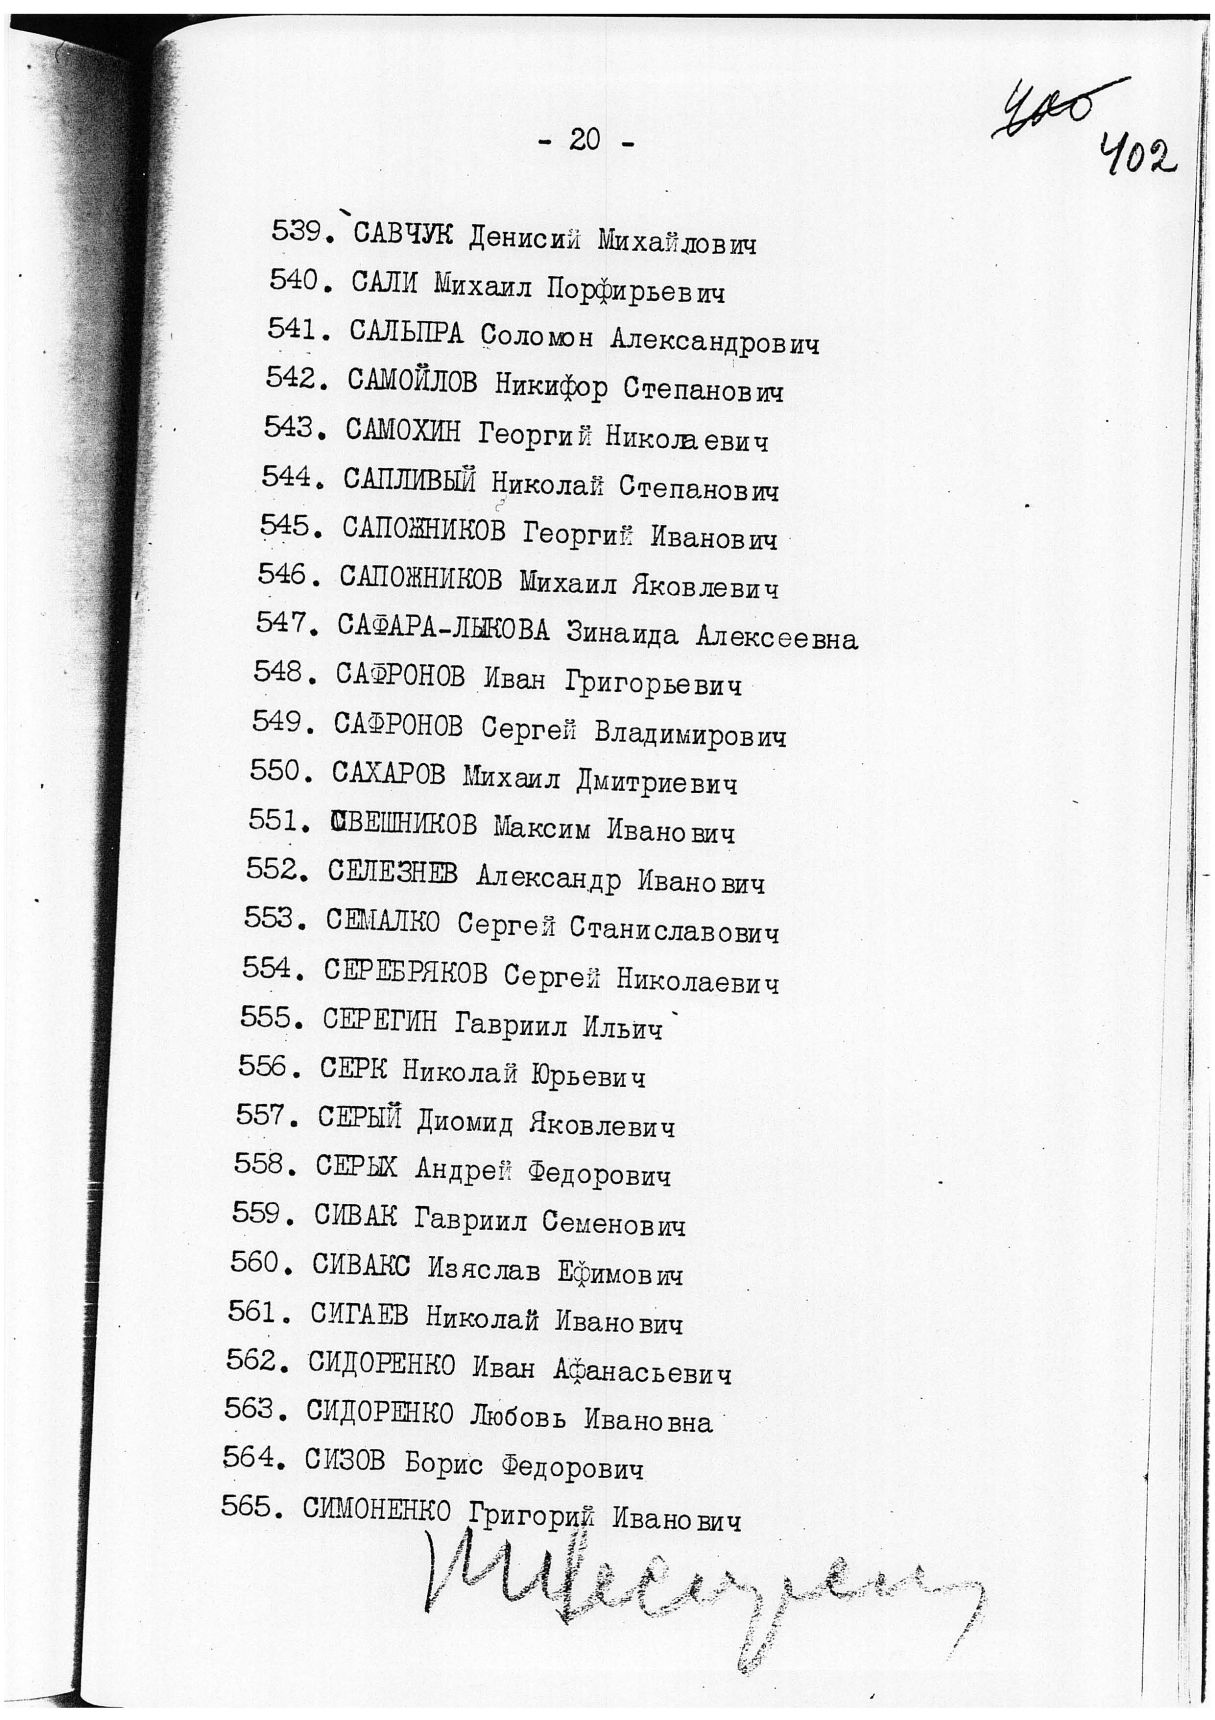 400
- 20 -
402
539. САВЧУК Денисий Михайлович
540. САЛИ Михаил Порфирьевич
541. САЛЬПРА Соломон Александрович
542. САМОЙЛОВ Никифор Степанович
543. САМОХИН Георгий Николаевич
544. САПЛИВЫЙ Николай Степанович
545. САПОЖНИКОВ Георгий Иванович
546. САПОЖНИКОВ Михаил Яковлевич
547. САФАРА-ЛЫКОВА Зинаида Алексеевна
548. САФРОНОВ Иван Григорьевич
549. САФРОНОВ Сергей Владимирович
550. САХАРОВ Михаил Дмитриевич
551. СВЕШНИКОВ Максим Иванович
552. СЕЛЕЗНЕВ Александр Иванович
553. СЕМАЛКО Сергей Станиславович
554. СЕРЕБРЯКОВ Сергей Николаевич
555. СЕРЕГИН Гавриил Ильич
556. СЕРК Николай Юрьевич
557. СЕРЫЙ Диомид Яковлевич
558. СЕРЫХ Андрей Федорович
559. СИВАК Гавриил Семенович
560. СИВАКС Изяслав Ефимович
561. СИГАЕВ Николай Иванович
562. СИДОРЕНКО Иван Афанасьевич
563. СИДОРЕНКО Любовь Ивановна
564. СИЗОВ Борис Федорович
565. СИМОНЕНКО Григорий Иванович